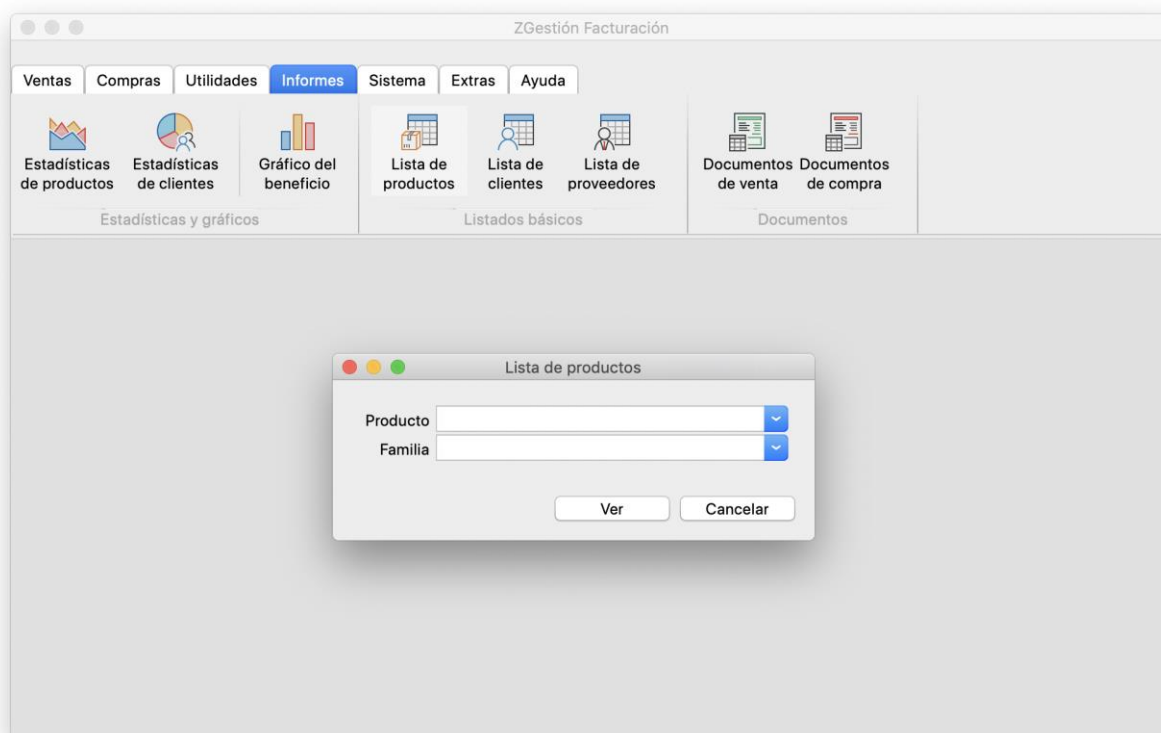 ZGestión Facturación
Ventas Compras Utilidades Informes Sistema Extras Ayuda
Estadísticas de productos
Estadísticas de clientes
Gráfico del beneficio
Lista de productos
Lista de clientes
Lista de proveedores
Documentos de venta
Documentos de compra
Estadísticas y gráficos
Listados básicos
Documentos
Lista de productos
Producto
Familia
Ver Cancelar